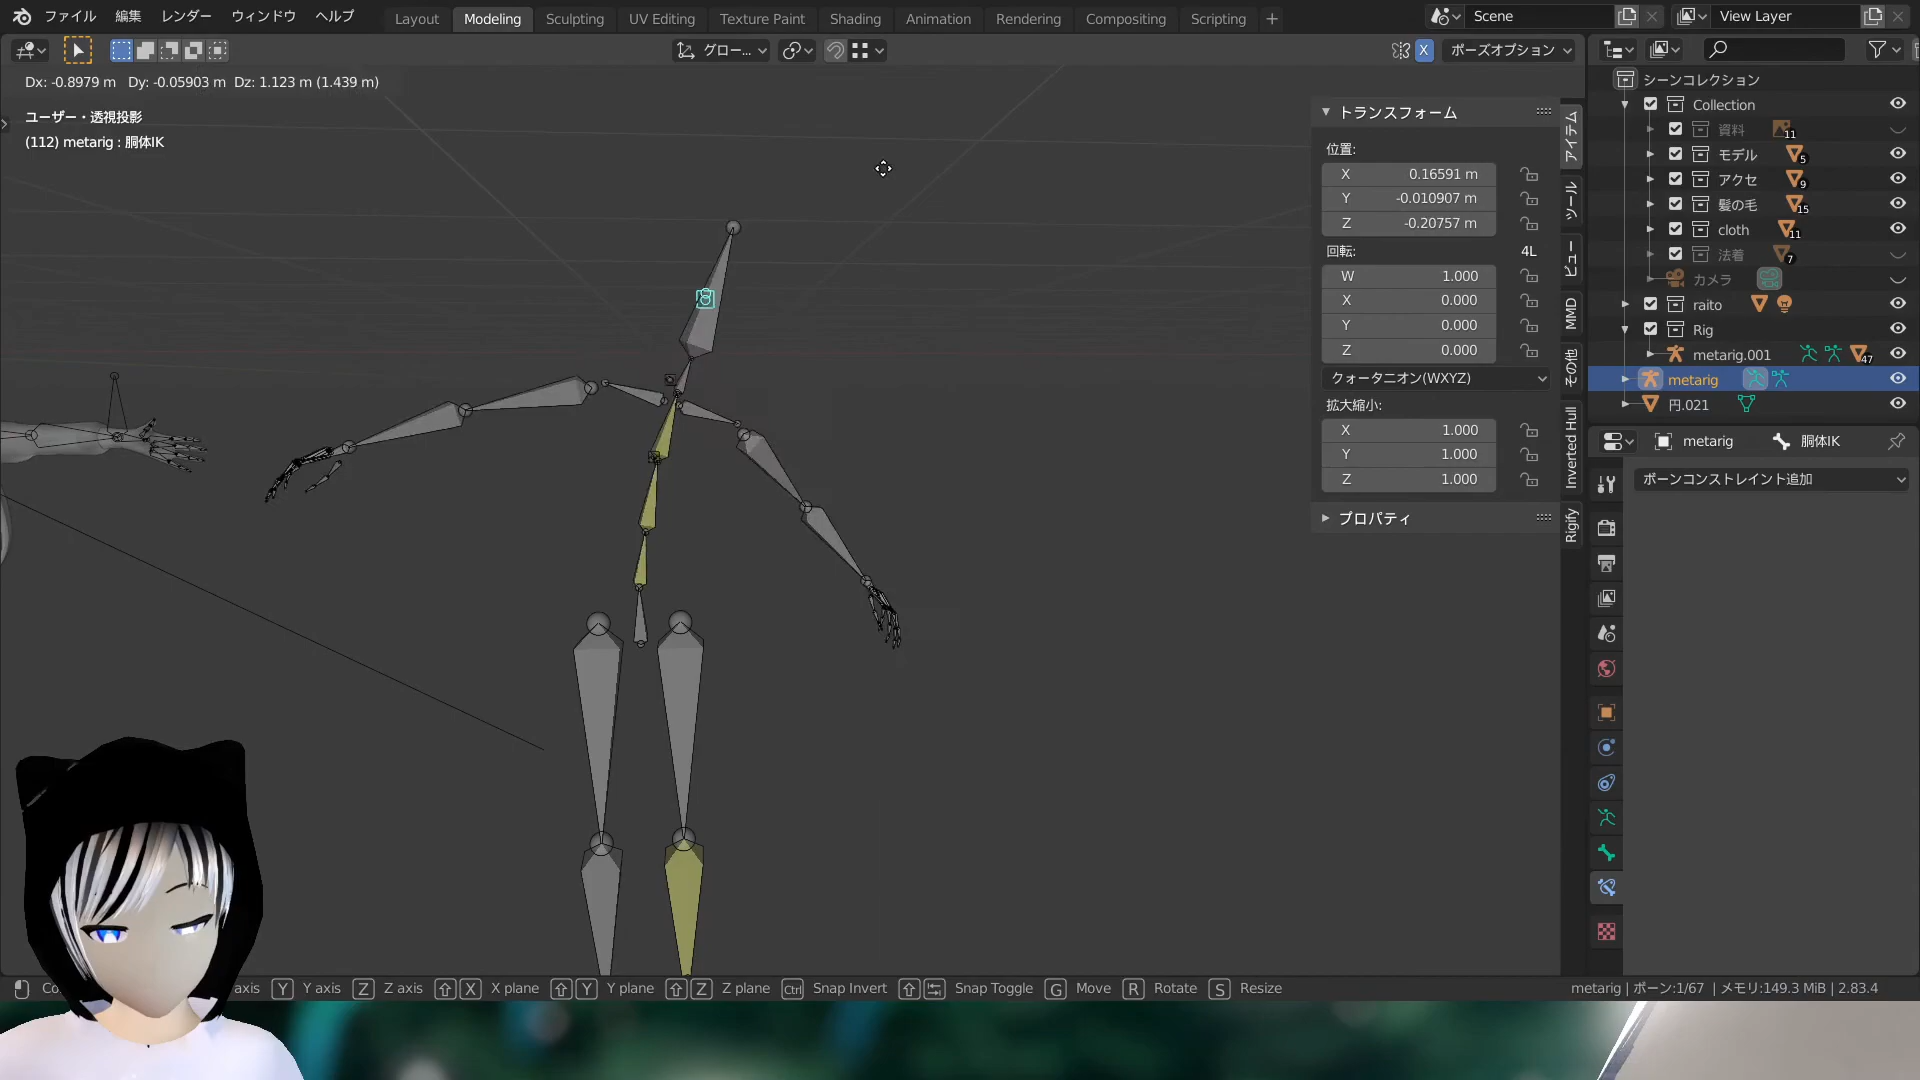 ファイル 編集 レンダー ウィンドウ ヘルプ Layout Modeling Sculpting UV Editing Texture Paint Shading Animation Rendering Compositing Scripting + Scene View Layer
グロー... X ポーズオプション
Dx: -0.8979 m Dy: -0.05903 m Dz: 1.123 m (1.439 m)
ユーザー・透視投影
(112) metarig : 胴体IK
トランスフォーム
位置:
X 0.16591 m
Y -0.010907 m
Z -0.20757 m
回転: 4L
W 1.000
X 0.000
Y 0.000
Z 0.000
クォータニオン(WXYZ)
拡大縮小:
X 1.000
Y 1.000
Z 1.000
プロパティ
アイテム
ツール
ビュー
MMD
その他
Inverted Hull
Rigify
シーンコレクション
Collection
資料 11
モデル 5
アクセ 9
髪の毛 15
cloth 11
法着 7
カメラ
raito
Rig
metarig.001 47
metarig
円.021
metarig 胴体IK
ボーンコンストレイント追加
Co axis Y Y axis Z Z axis X X plane Y Y plane Z Z plane Ctrl Snap Invert Snap Toggle G Move R Rotate S Resize
metarig | ボーン:1/67 | メモリ:149.3 MiB | 2.83.4